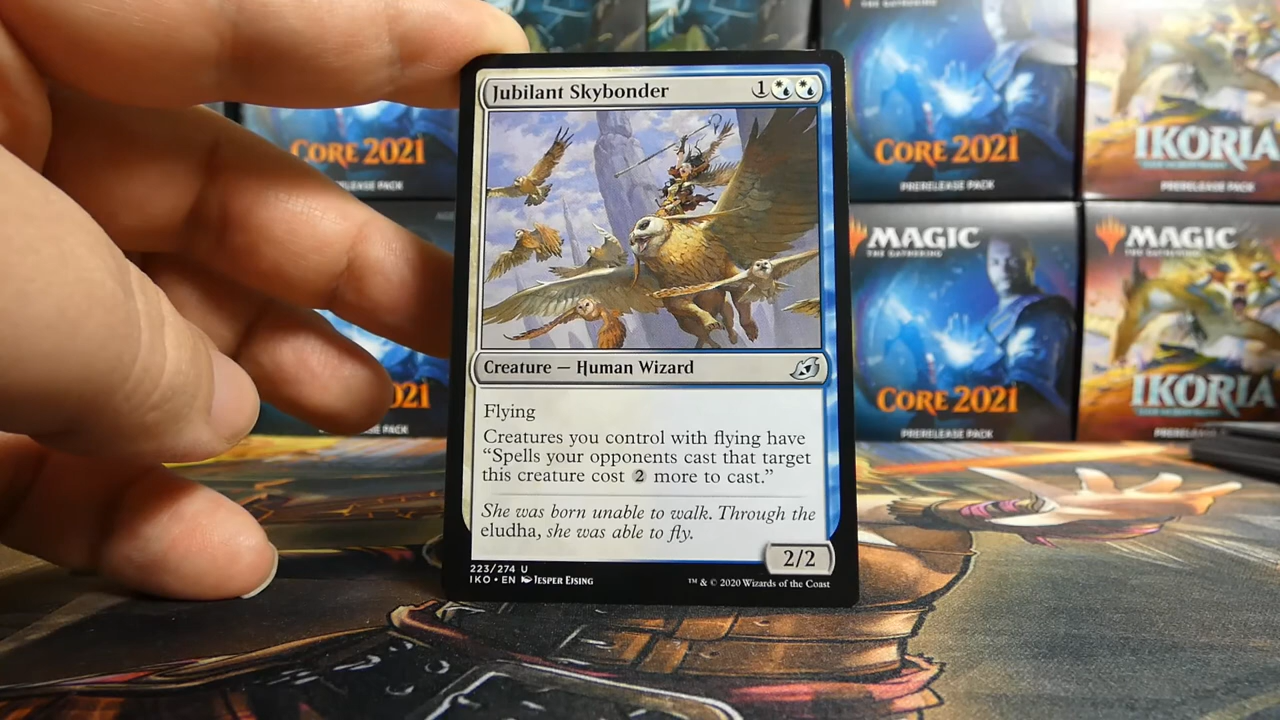 Jubilant Skybonder 1
Creature — Human Wizard
Flying
Creatures you control with flying have
“Spells your opponents cast that target
this creature cost 2 more to cast.”
She was born unable to walk. Through the
eludha, she was able to fly.
2/2
223/274 U
IKO • EN Jesper Ejsing
™ & © 2020 Wizards of the Coast
CORE 2021
PRERELEASE PACK
IKORIA
PRERELEASE PACK
CORE 2021
MAGIC
THE GATHERING
CORE 2021
PRERELEASE PACK
MAGIC
THE GATHERING
IKORIA